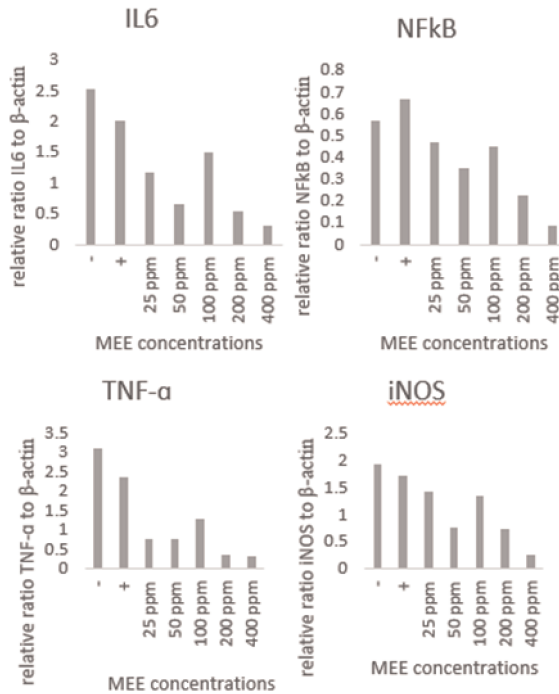 IL6
relative ratio IL6 to β-actin
3
2.5
2
1.5
1
0.5
0
-
+
25 ppm
50 ppm
100 ppm
200 ppm
400 ppm
MEE concentrations
NFkB
relative ratio NFkB to β-actin
0.8
0.7
0.6
0.5
0.4
0.3
0.2
0.1
0
-
+
25 ppm
50 ppm
100 ppm
200 ppm
400 ppm
MEE concentrations
TNF-α
relative ratio TNF-α to β-actin
3.5
3
2.5
2
1.5
1
0.5
0
-
+
25 ppm
50 ppm
100 ppm
200 ppm
400 ppm
MEE concentrations
iNOS
relative ratio iNOS to β-actin
2.5
2
1.5
1
0.5
0
-
+
25 ppm
50 ppm
100 ppm
200 ppm
400 ppm
MEE concentrations